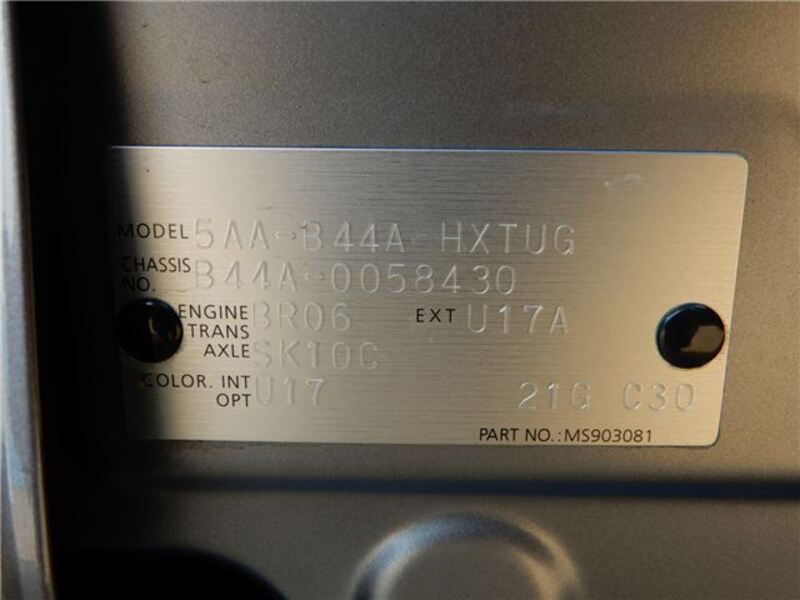 MODEL 5AA-B44A-HXTUG
CHASSIS NO. B44A-0058430
ENGINE BR06 EXT U17A
TRANS AXLE SK10C
COLOR. INT U17 21G C30
OPT
PART NO.:MS903081